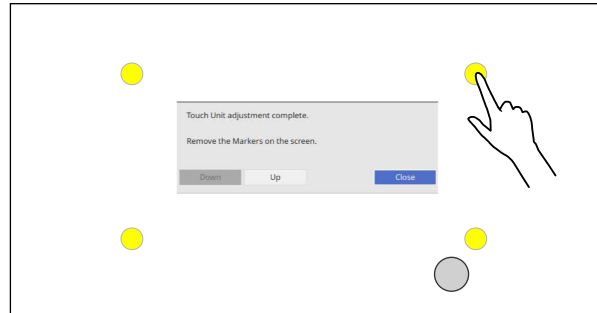 Touch Unit adjustment complete.
Remove the Markers on the screen.
Down Up Close